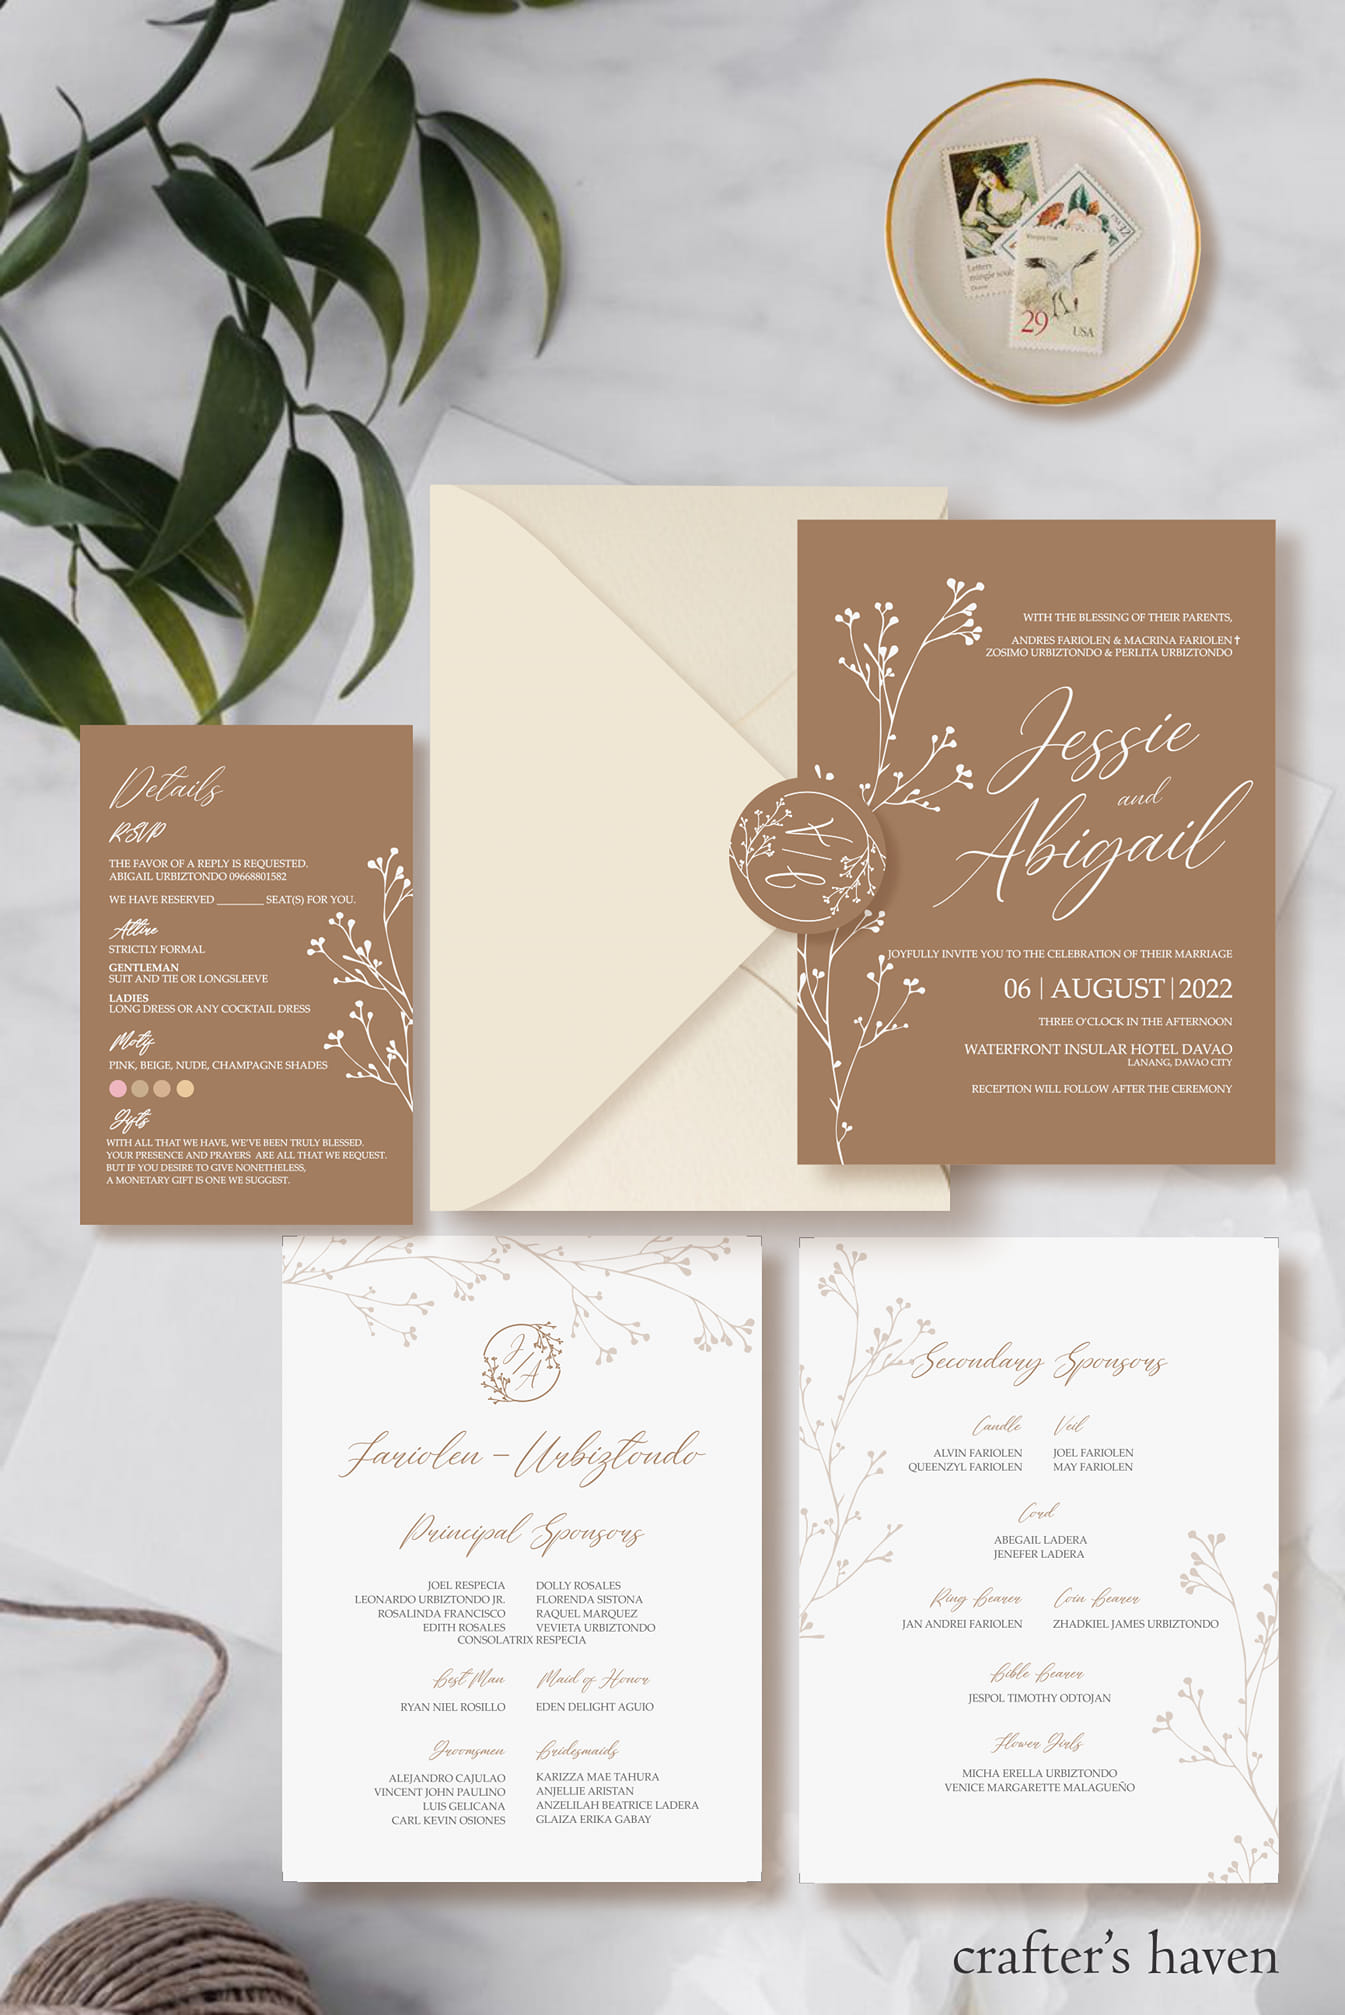 Letters
mingle souls
Donne
USA 32
Whooping Crane
29
USA
WITH THE BLESSING OF THEIR PARENTS,
ANDRES FARIOLEN & MACRINA FARIOLEN✝
ZOSIMO URBIZTONDO & PERLITA URBIZTONDO
Jessie
and
Abigail
JOYFULLY INVITE YOU TO THE CELEBRATION OF THEIR MARRIAGE
06 | AUGUST | 2022
THREE O'CLOCK IN THE AFTERNOON
WATERFRONT INSULAR HOTEL DAVAO
LANANG, DAVAO CITY
RECEPTION WILL FOLLOW AFTER THE CEREMONY
Details
RSVP
THE FAVOR OF A REPLY IS REQUESTED.
ABIGAIL URBIZTONDO 09668801582
WE HAVE RESERVED ________ SEAT(S) FOR YOU.
Attire
STRICTLY FORMAL
GENTLEMAN
SUIT AND TIE OR LONGSLEEVE
LADIES
LONG DRESS OR ANY COCKTAIL DRESS
Motif
PINK, BEIGE, NUDE, CHAMPAGNE SHADES
Gifts
WITH ALL THAT WE HAVE, WE'VE BEEN TRULY BLESSED.
YOUR PRESENCE AND PRAYERS ARE ALL THAT WE REQUEST.
BUT IF YOU DESIRE TO GIVE NONETHELESS,
A MONETARY GIFT IS ONE WE SUGGEST.
J/A
Fariolen – Urbiztondo
Principal Sponsors
JOEL RESPECIA DOLLY ROSALES
LEONARDO URBIZTONDO JR. FLORENDA SISTONA
ROSALINDA FRANCISCO RAQUEL MARQUEZ
EDITH ROSALES VEVIETA URBIZTONDO
CONSOLATRIX RESPECIA
Best Man Maid of Honor
RYAN NIEL ROSILLO EDEN DELIGHT AGUIO
Groomsmen Bridesmaids
ALEJANDRO CAJULAO KARIZZA MAE TAHURA
VINCENT JOHN PAULINO ANJELLIE ARISTAN
LUIS GELICANA ANZELILAH BEATRICE LADERA
CARL KEVIN OSIONES GLAIZA ERIKA GABAY
Secondary Sponsors
Candle Veil
ALVIN FARIOLEN JOEL FARIOLEN
QUEENZYL FARIOLEN MAY FARIOLEN
Cord
ABEGAIL LADERA
JENEFER LADERA
Ring Bearer Coin Bearer
JAN ANDREI FARIOLEN ZHADKIEL JAMES URBIZTONDO
Bible Bearer
JESPOL TIMOTHY ODTOJAN
Flower Girls
MICHA ERELLA URBIZTONDO
VENICE MARGARETTE MALAGUEÑO
crafter's haven